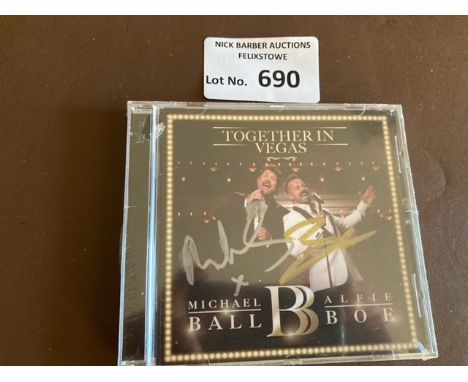 NICK BARBER AUCTIONS
FELIXSTOWE
Lot No. 690
TOGETHER IN
VEGAS
MICHAEL ALFIE
BALL BB BOE